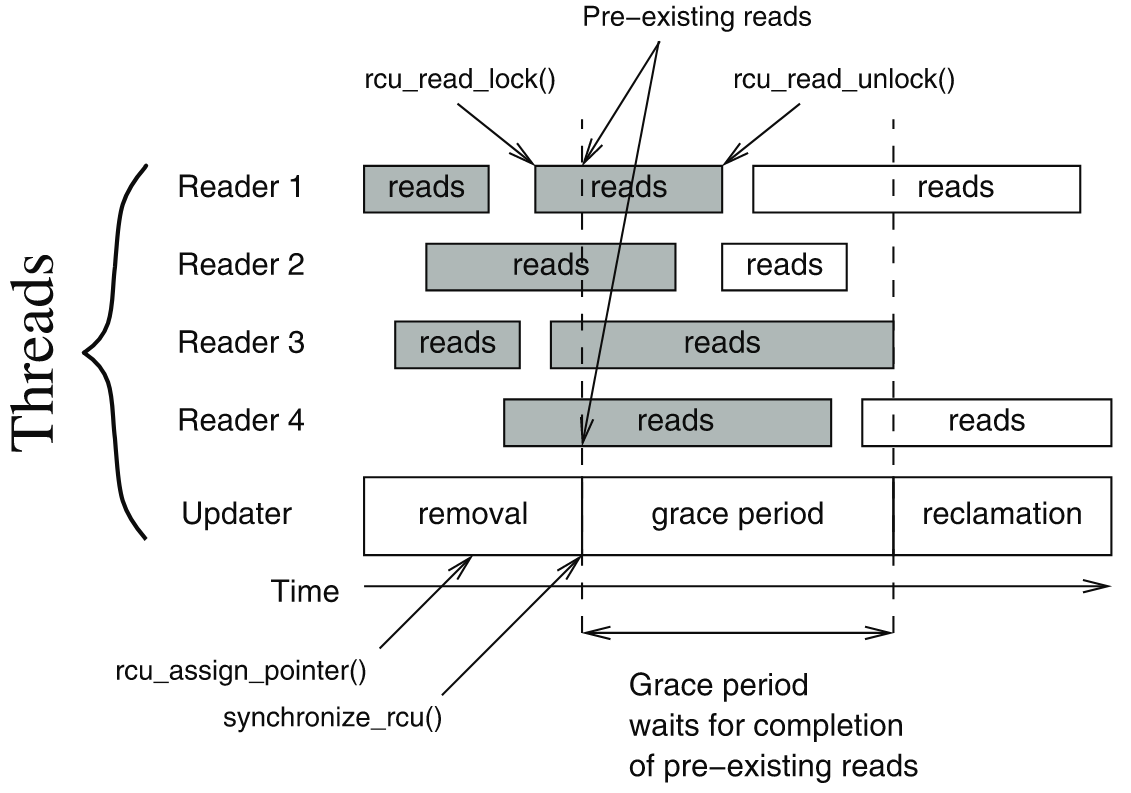 Pre−existing reads
rcu_read_lock()
rcu_read_unlock()
Threads
Reader 1
reads
reads
reads
Reader 2
reads
reads
Reader 3
reads
reads
Reader 4
reads
reads
Updater
removal
grace period
reclamation
Time
rcu_assign_pointer()
synchronize_rcu()
Grace period
waits for completion
of pre−existing reads